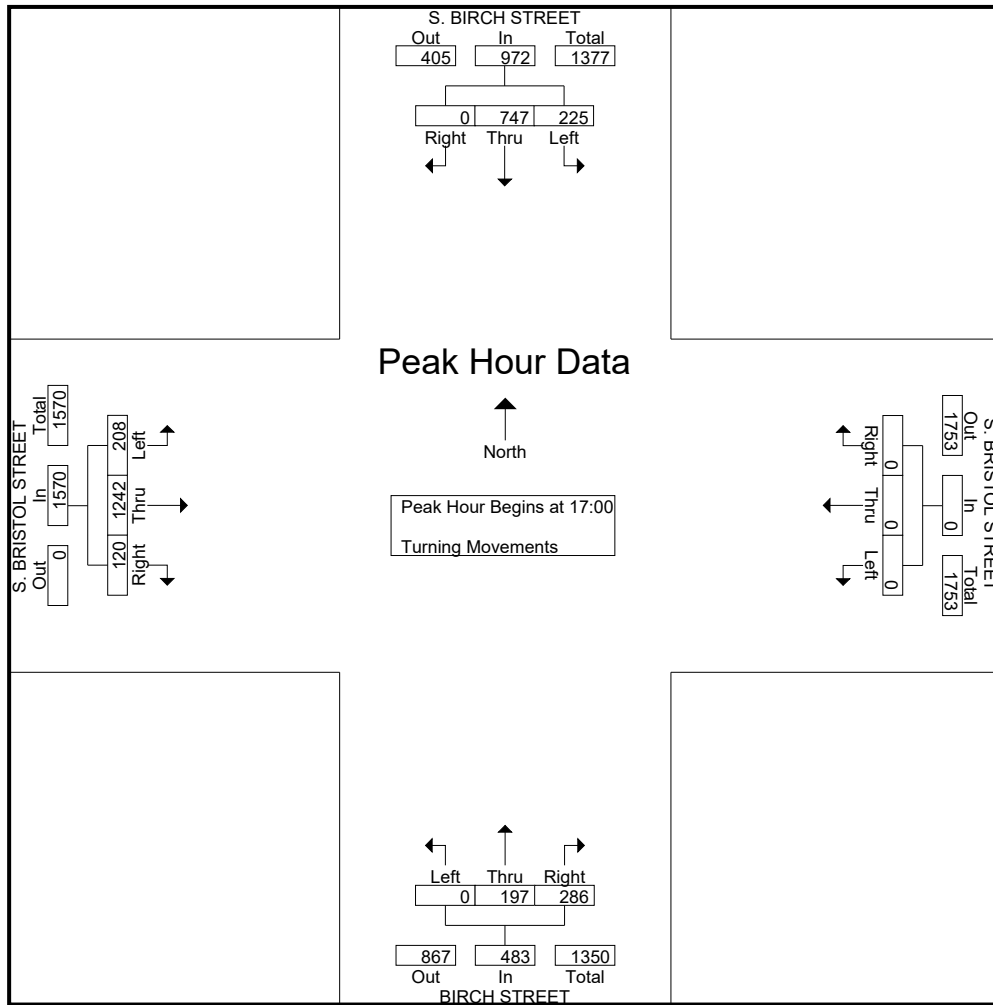 S. BIRCH STREET
Out In Total
405 972 1377
0 747 225
Right Thru Left
Peak Hour Data
North
Peak Hour Begins at 17:00
Turning Movements
S. BRISTOL STREET
Out In Total
0 1570 1570
Right Thru Left
120 1242 208
S. BRISTOL STREET
Out In Total
1753 0 1753
Right Thru Left
0 0 0
Left Thru Right
0 197 286
867 483 1350
Out In Total
BIRCH STREET